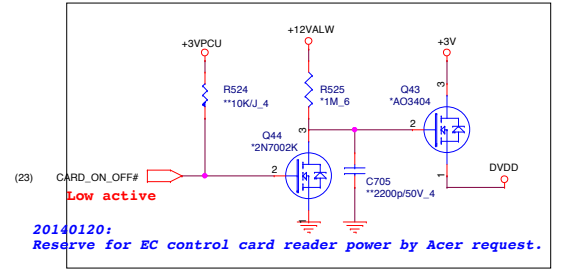 +12VALW
+3VPCU
+3V
R524
**10K/J_4
R525
*1M_6
Q43
*AO3404
3
3
Q44
*2N7002K
2
2
1
DVDD
(23)
CARD_ON_OFF#
Low active
C705
**2200p/50V_4
1
20140120:
Reserve for EC control card reader power by Acer request.